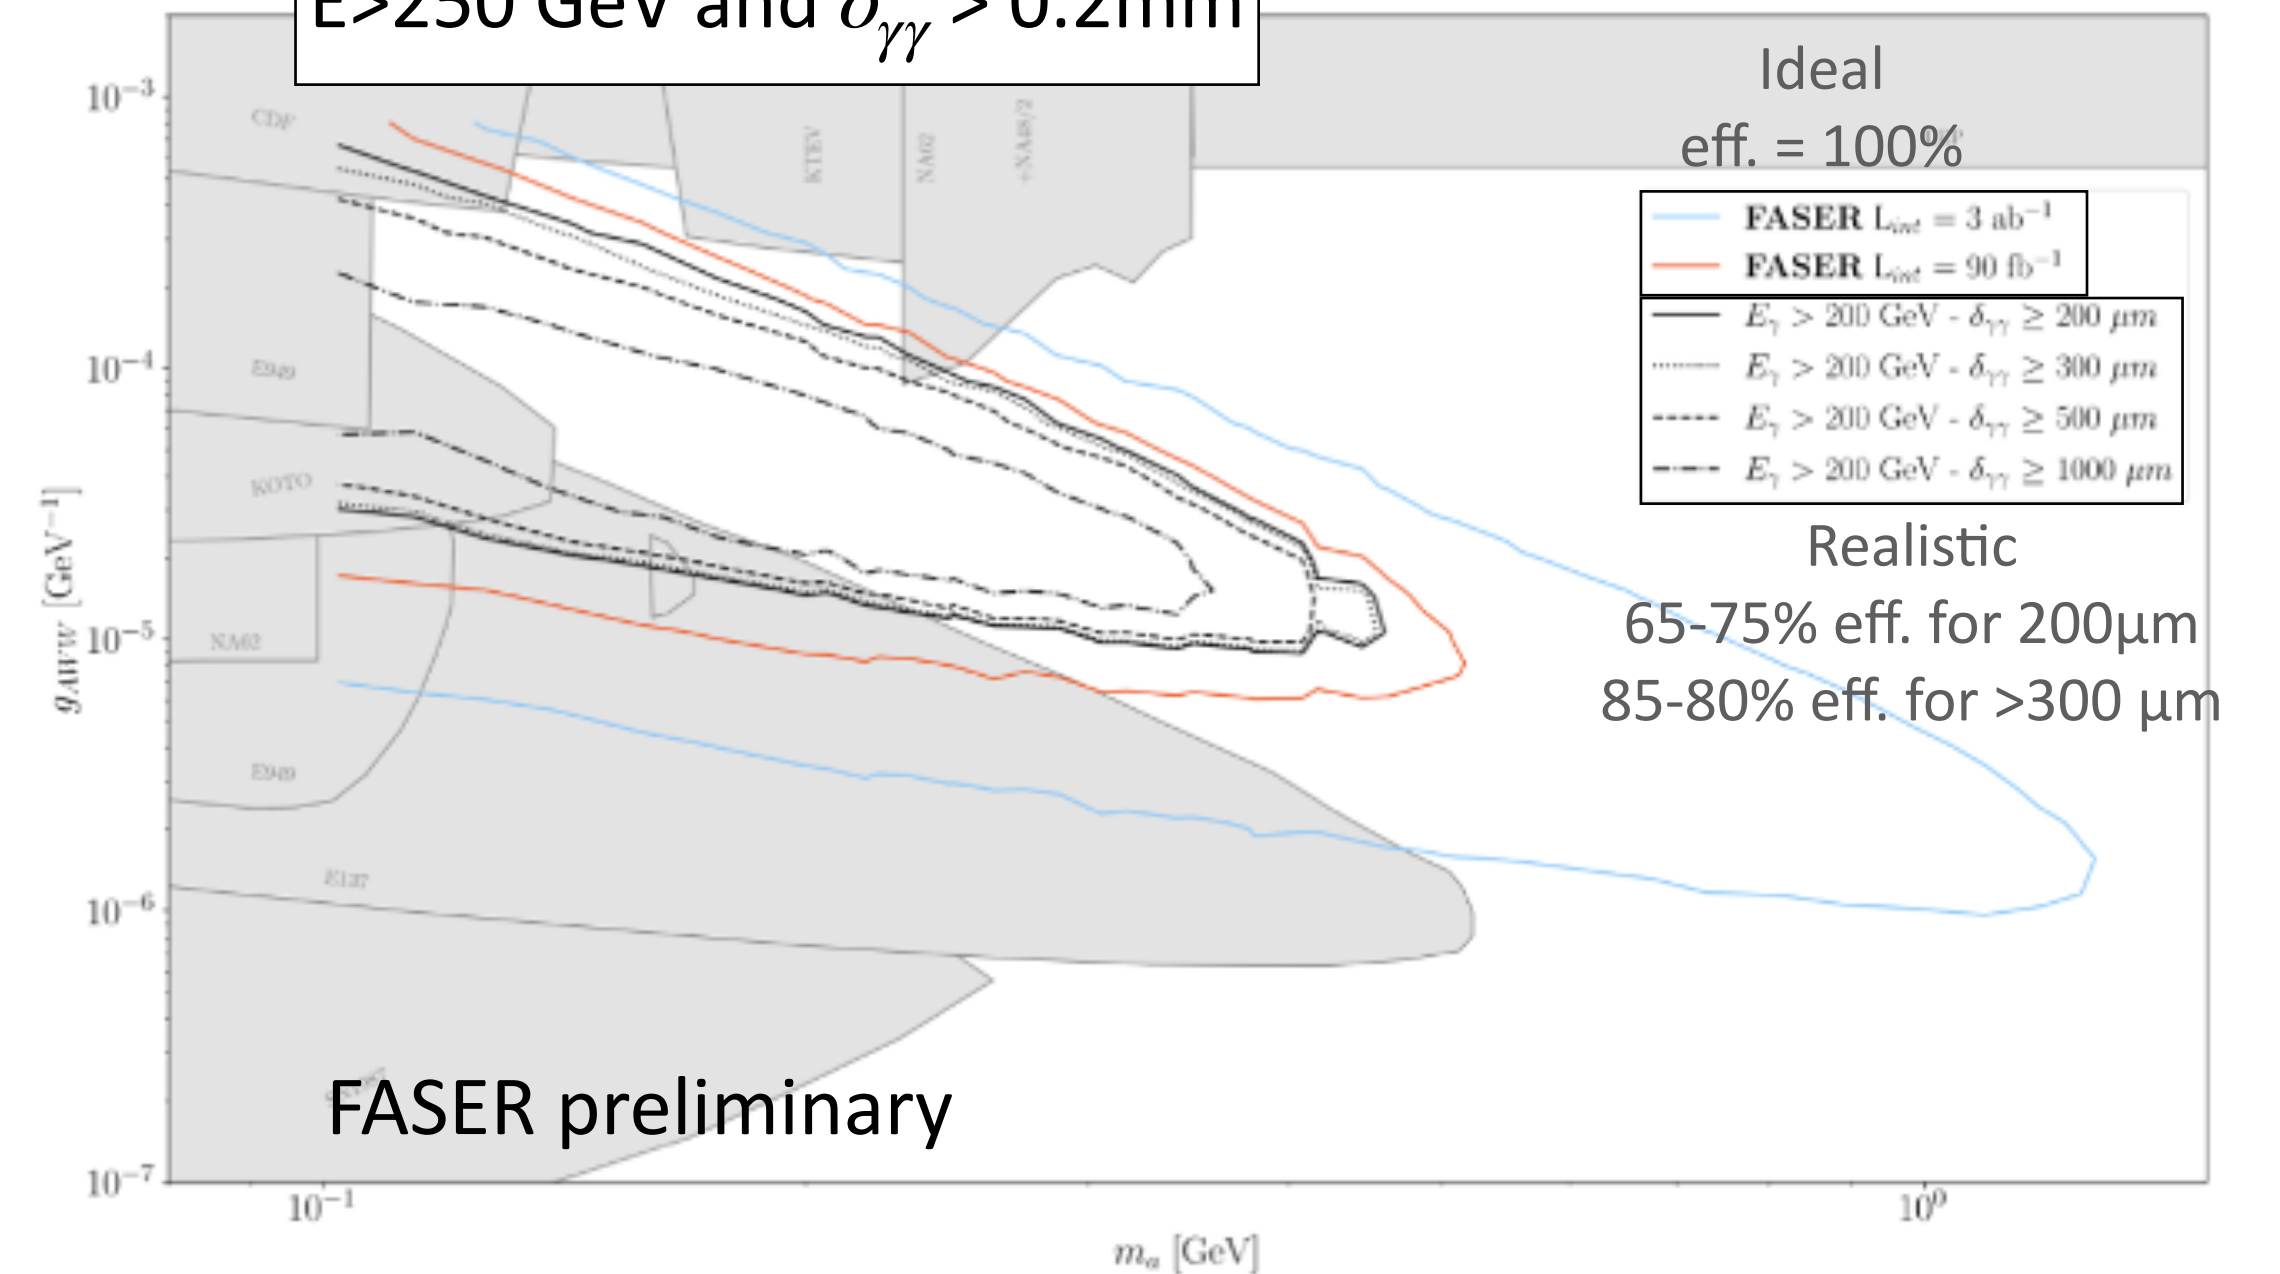 E>250 GeV and δγγ > 0.2mm
Ideal
eff. = 100%
FASER L_int = 3 ab⁻¹
FASER L_int = 90 fb⁻¹
E_γ > 200 GeV - δ_γγ ≥ 200 μm
E_γ > 200 GeV - δ_γγ ≥ 300 μm
E_γ > 200 GeV - δ_γγ ≥ 500 μm
E_γ > 200 GeV - δ_γγ ≥ 1000 μm
Realistic
65-75% eff. for 200μm
85-80% eff. for >300 μm
CDF
KTEV
NA62
+NA48/2
E949
KOTO
NA62
E949
E137
FASER preliminary
10⁻³
10⁻⁴
10⁻⁵
10⁻⁶
10⁻⁷
g_aWW [GeV⁻¹]
10⁻¹
10⁰
m_a [GeV]